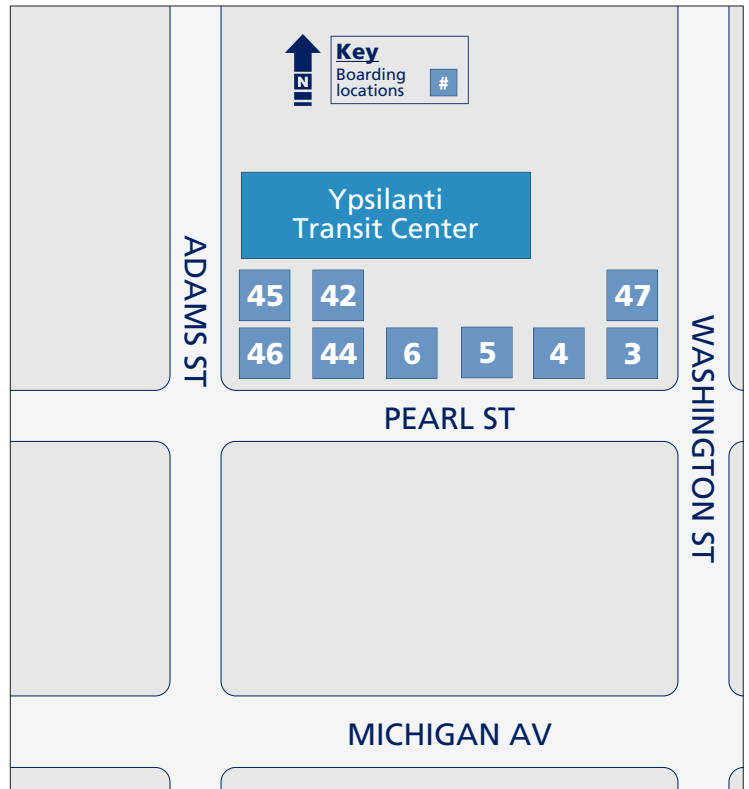 Key
Boarding
locations
#
N
Ypsilanti
Transit Center
ADAMS ST
45 42 47
46 44 6 5 4 3
PEARL ST
WASHINGTON ST
MICHIGAN AV